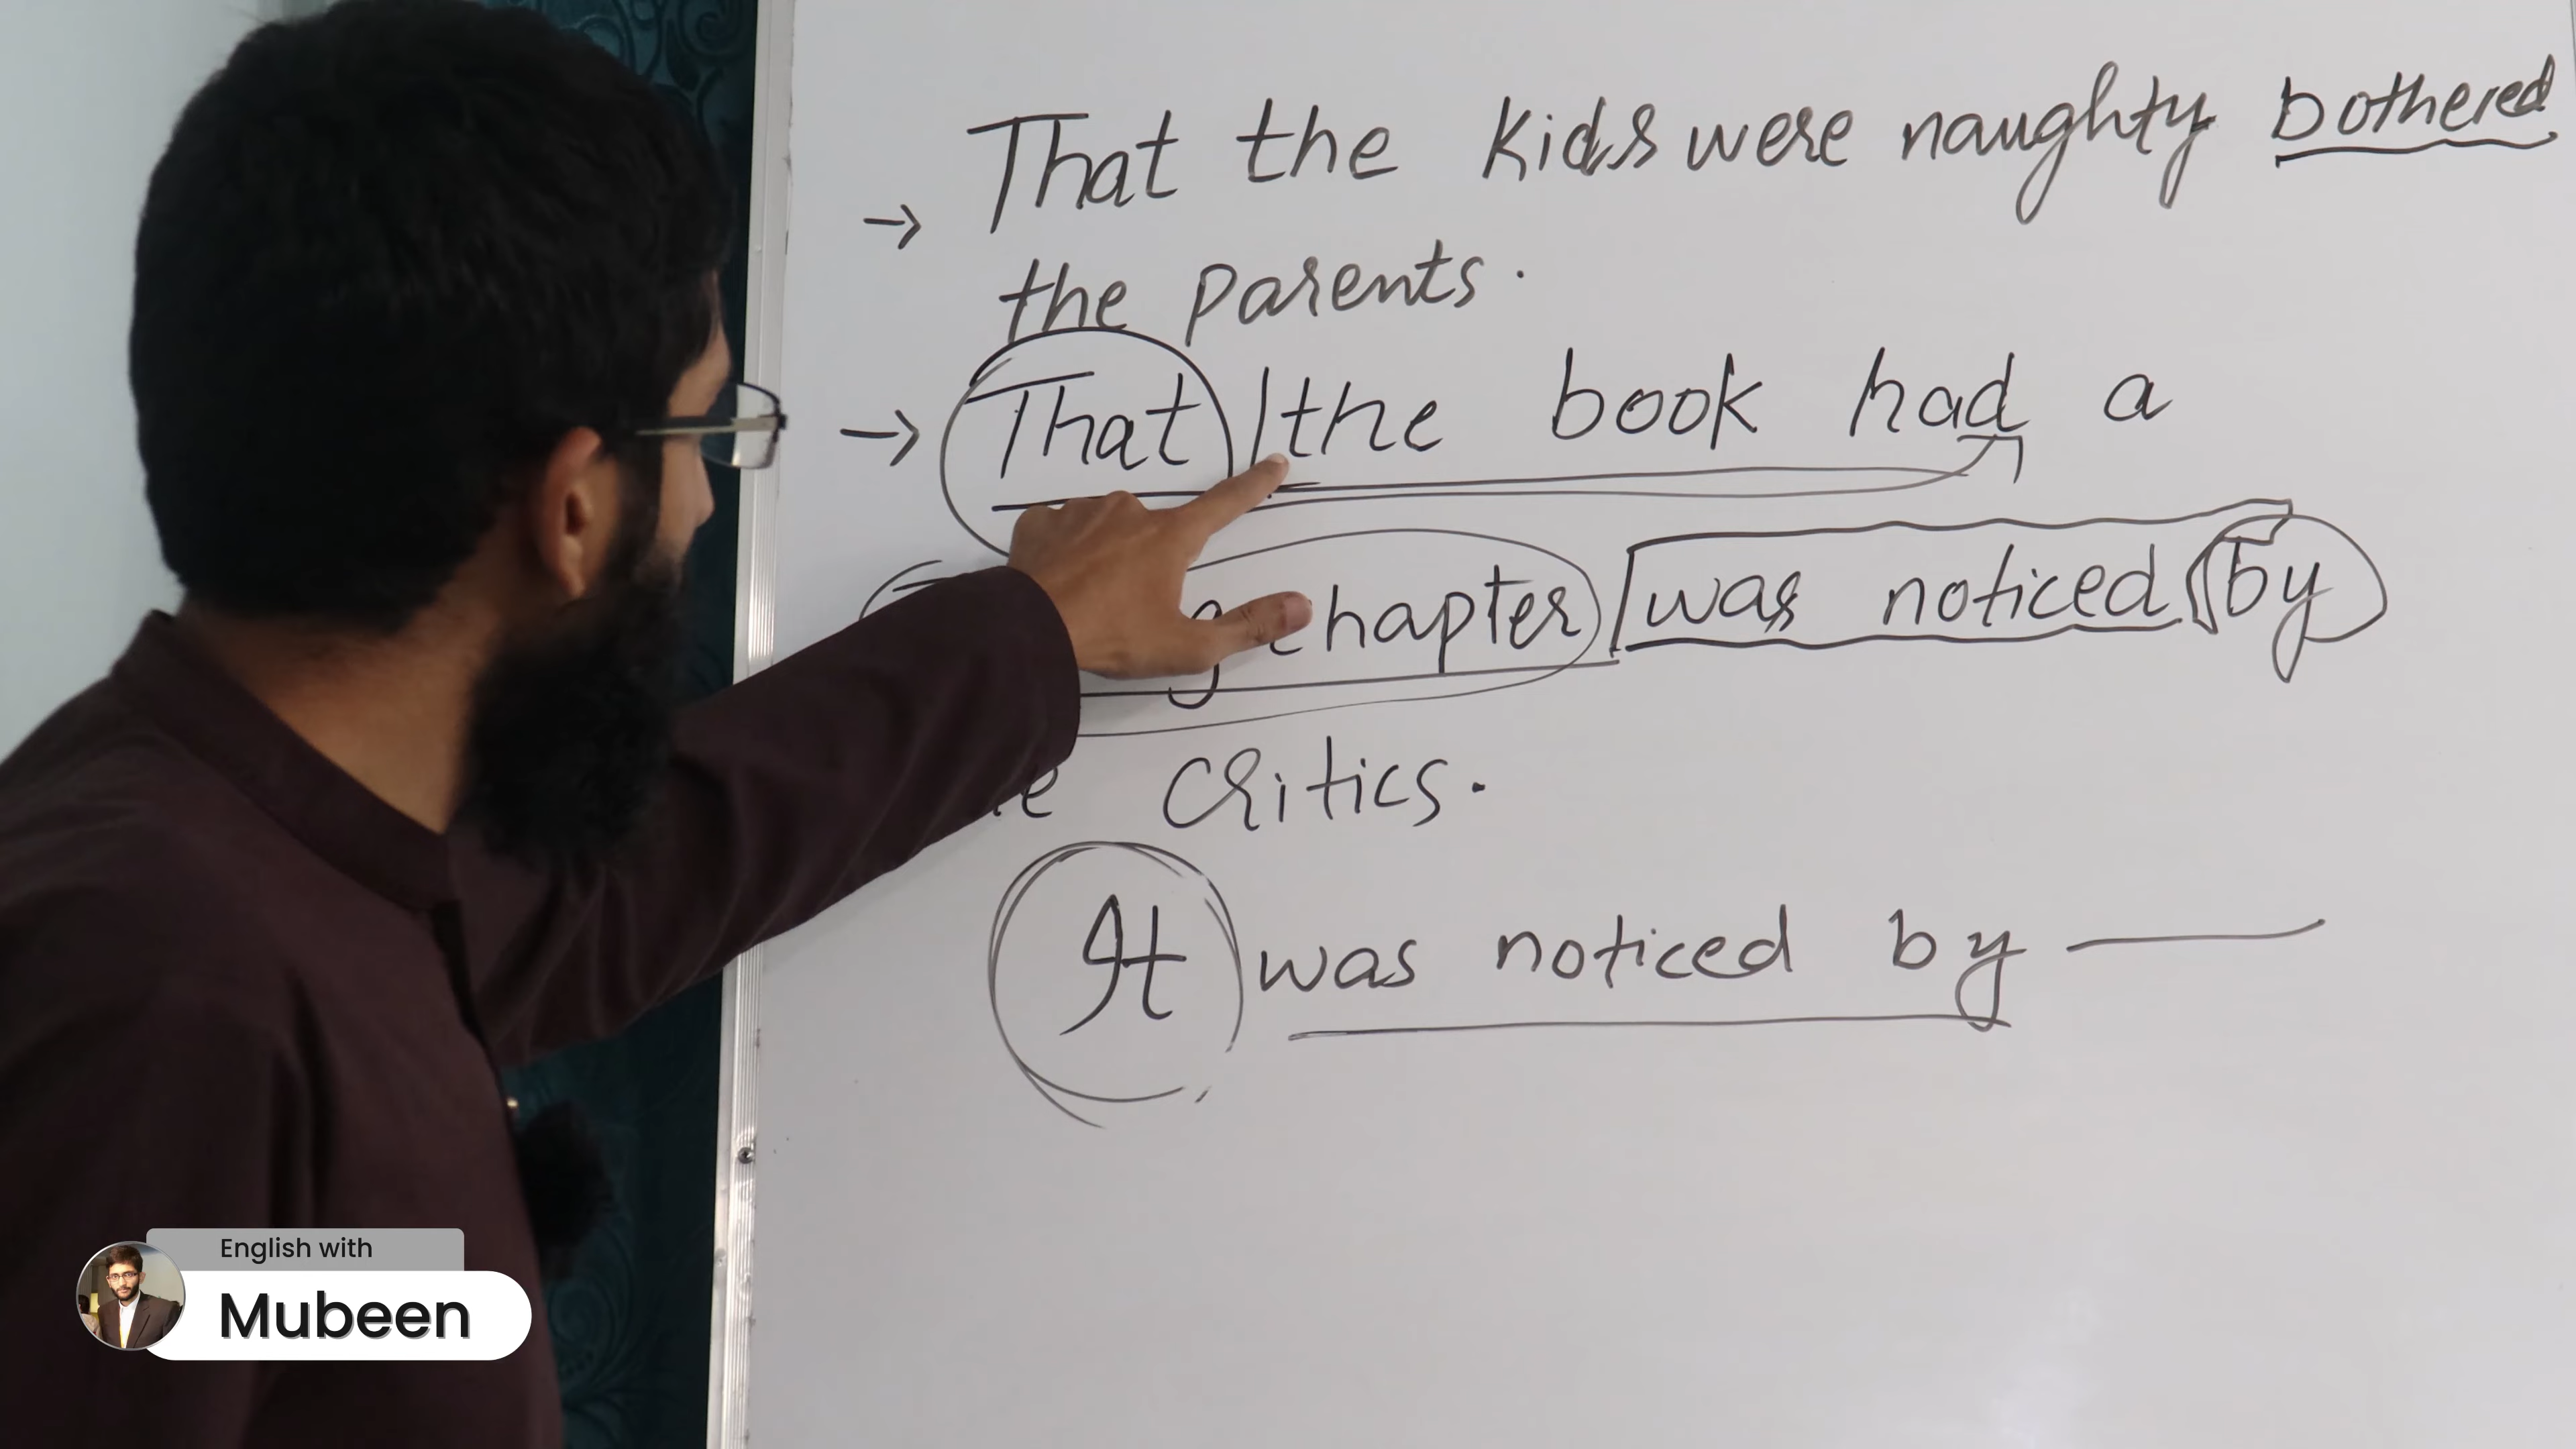 → That the kids were naughty bothered
the parents.
→ That the book had a
chapter was noticed by
critics.
It was noticed by
English with
Mubeen